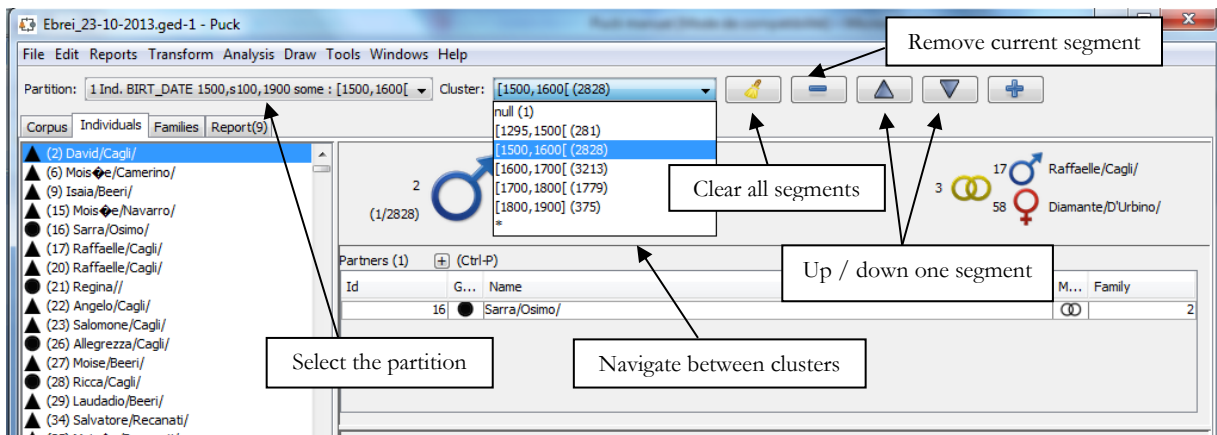 Ebrei_23-10-2013.ged-1 - Puck
File Edit Reports Transform Analysis Draw Tools Windows Help
Remove current segment
Partition: 1 Ind. BIRT_DATE 1500,s100,1900 some : [1500,1600[ Cluster: [1500,1600[ (2828)
null (1)
[1295,1500[ (281)
[1500,1600[ (2828)
[1600,1700[ (3213)
[1700,1800[ (1779)
[1800,1900] (375)
*
Corpus Individuals Families Report(9)
(2) David/Cagli/
(6) Mois�e/Camerino/
(9) Isaia/Beeri/
(15) Mois�e/Navarro/
(16) Sarra/Osimo/
(17) Raffaelle/Cagli/
(20) Raffaelle/Cagli/
(21) Regina//
(22) Angelo/Cagli/
(23) Salomone/Cagli/
(26) Allegrezza/Cagli/
(27) Moise/Beeri/
(28) Ricca/Cagli/
(29) Laudadio/Beeri/
(34) Salvatore/Recanati/
2
(1/2828)
Clear all segments
3
17 Raffaelle/Cagli/
58 Diamante/D'Urbino/
Up / down one segment
Partners (1) + (Ctrl-P)
Id G... Name M... Family
16 Sarra/Osimo/ 2
Select the partition
Navigate between clusters